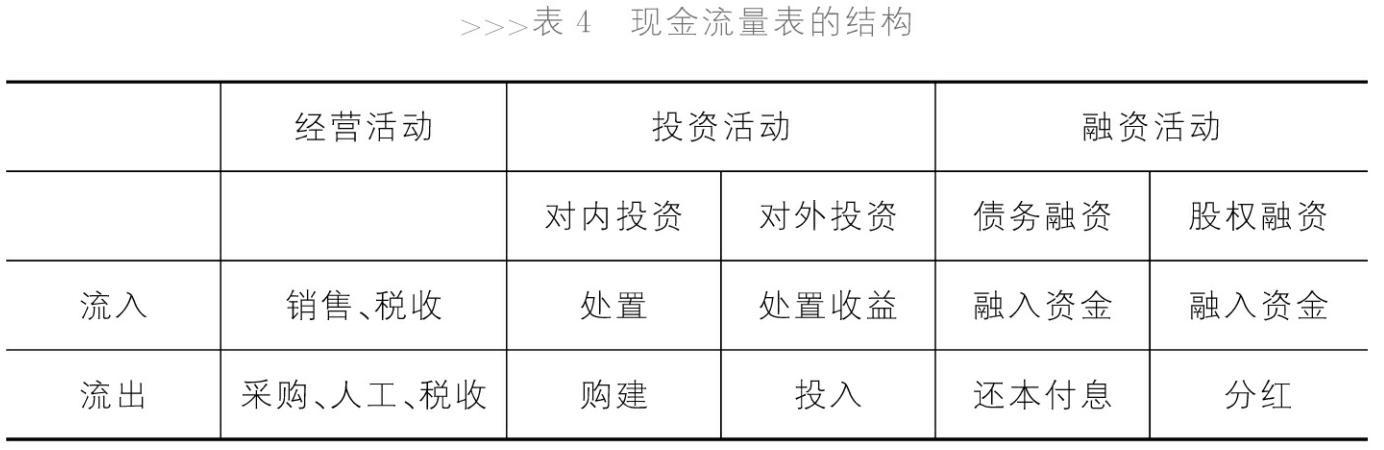 >>>表4 现金流量表的结构
经营活动 投资活动 融资活动
对内投资 对外投资 债务融资 股权融资
流入 销售、税收 处置 处置收益 融入资金 融入资金
流出 采购、人工、税收 购建 投入 还本付息 分红